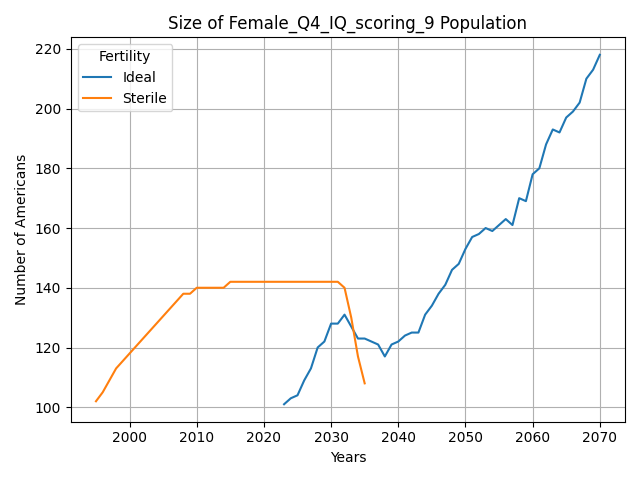 Size of Female_Q4_IQ_scoring_9 Population
Fertility
Ideal
Sterile
Number of Americans
220
200
180
160
140
120
100
2000 2010 2020 2030 2040 2050 2060 2070
Years